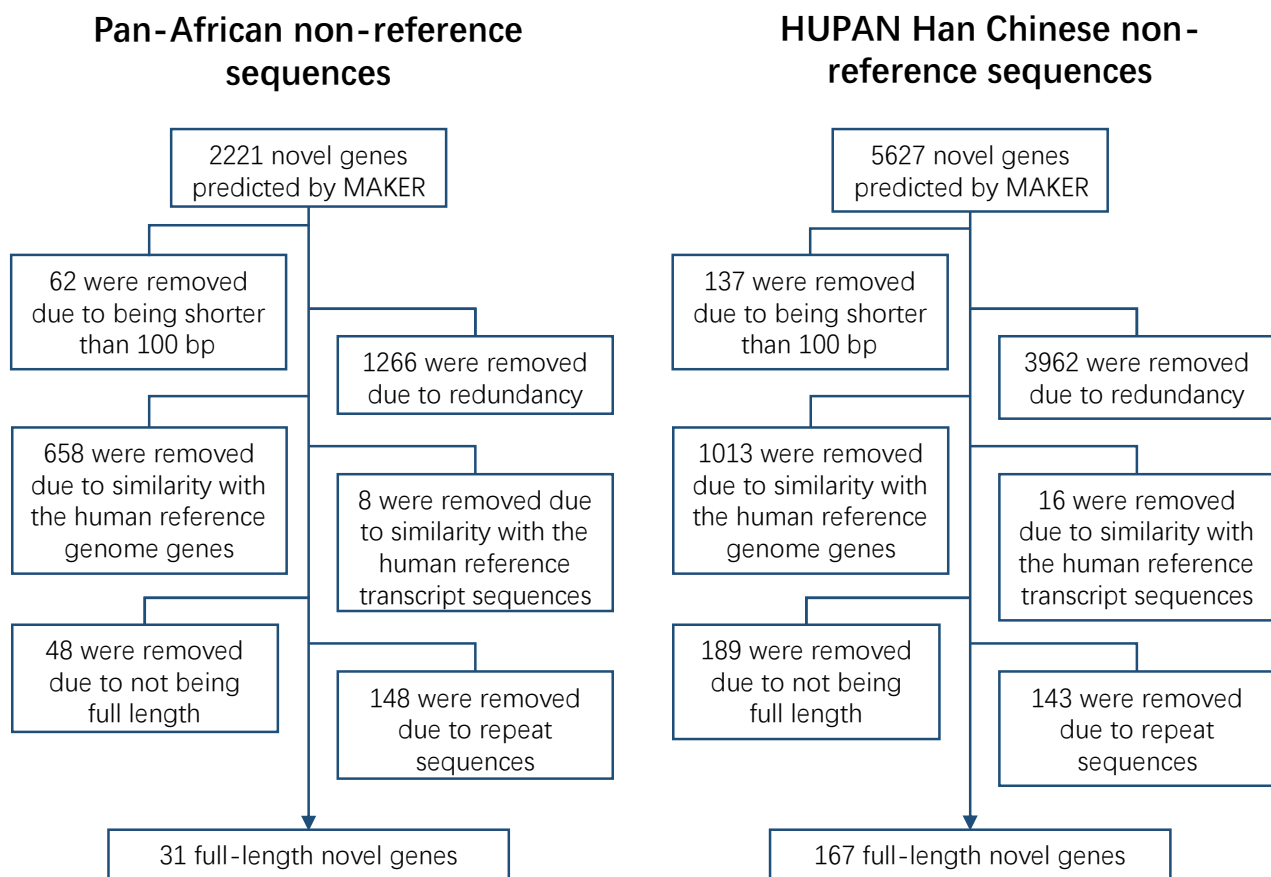 Pan-African non-reference
sequences
2221 novel genes
predicted by MAKER
62 were removed
due to being shorter
than 100 bp
1266 were removed
due to redundancy
658 were removed
due to similarity with
the human reference
genome genes
8 were removed due
to similarity with the
human reference
transcript sequences
48 were removed
due to not being
full length
148 were removed
due to repeat
sequences
31 full-length novel genes
HUPAN Han Chinese non-
reference sequences
5627 novel genes
predicted by MAKER
137 were removed
due to being shorter
than 100 bp
3962 were removed
due to redundancy
1013 were removed
due to similarity with
the human reference
genome genes
16 were removed
due to similarity with
the human reference
transcript sequences
189 were removed
due to not being
full length
143 were removed
due to repeat
sequences
167 full-length novel genes